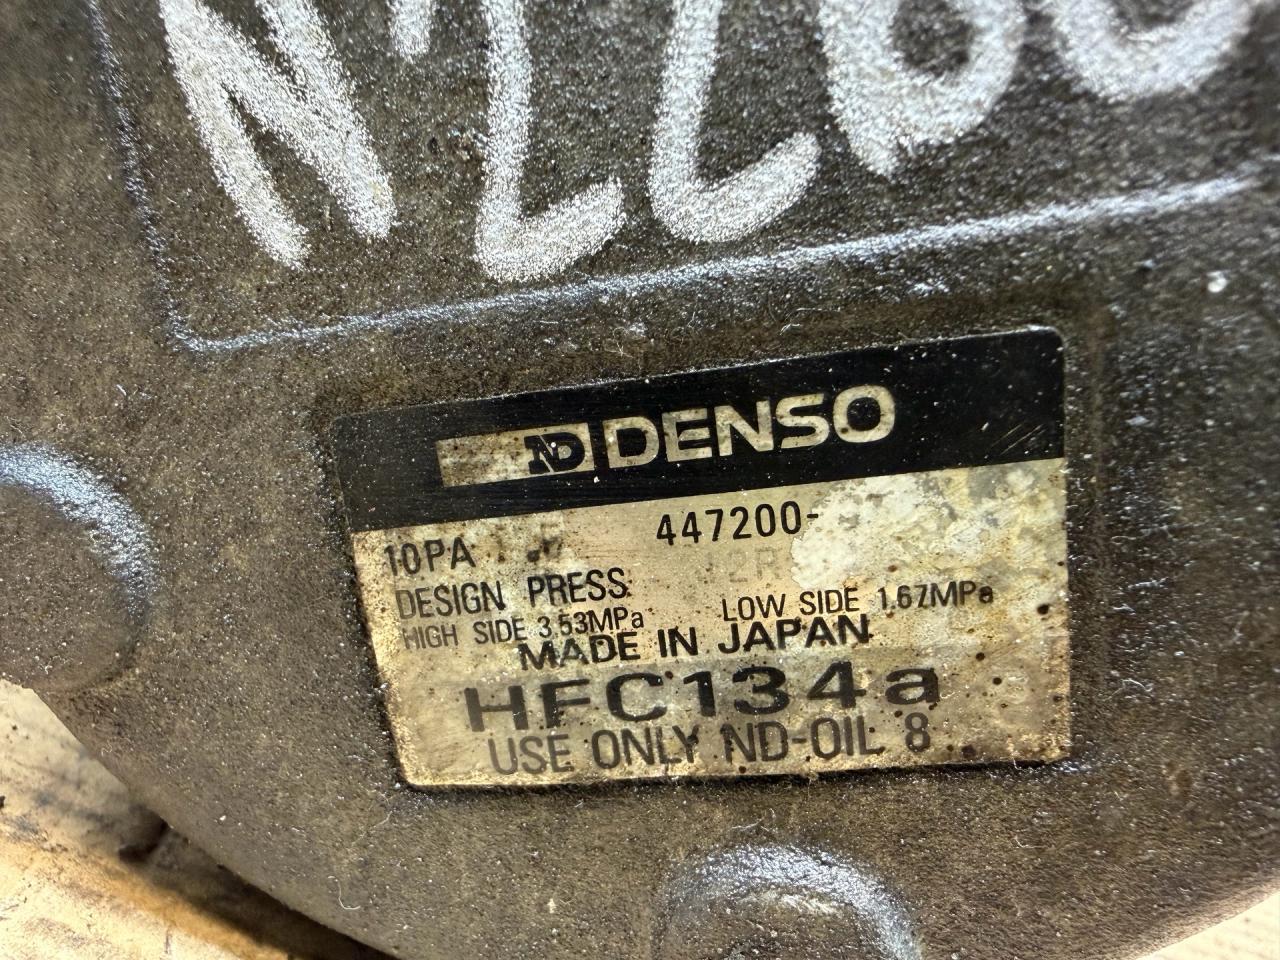 ND DENSO
447200-
10PA
DESIGN PRESS.
HIGH SIDE 3.53MPa LOW SIDE 1.67MPa
MADE IN JAPAN
HFC134a
USE ONLY ND-OIL 8